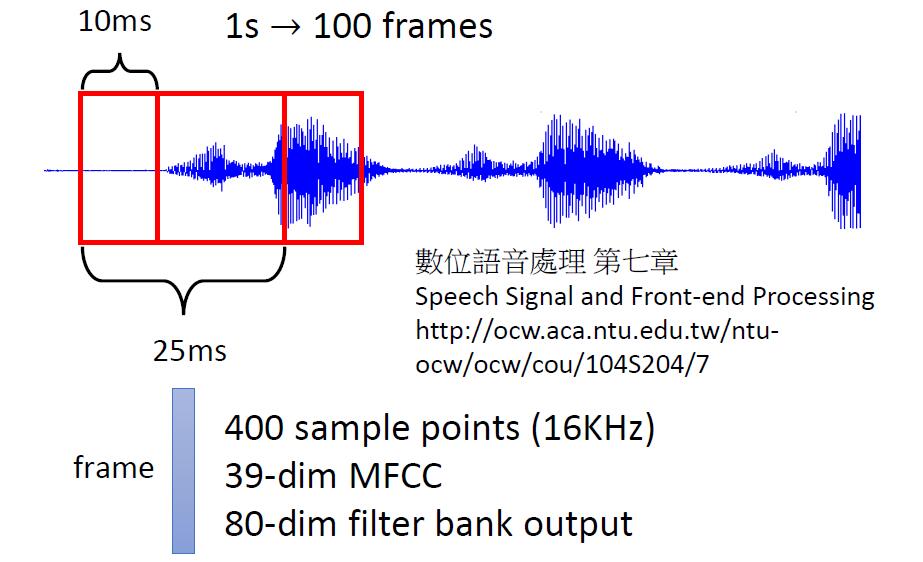 10ms
1s → 100 frames
數位語音處理 第七章
Speech Signal and Front-end Processing
http://ocw.aca.ntu.edu.tw/ntu-
ocw/ocw/cou/104S204/7
25ms
frame
400 sample points (16KHz)
39-dim MFCC
80-dim filter bank output